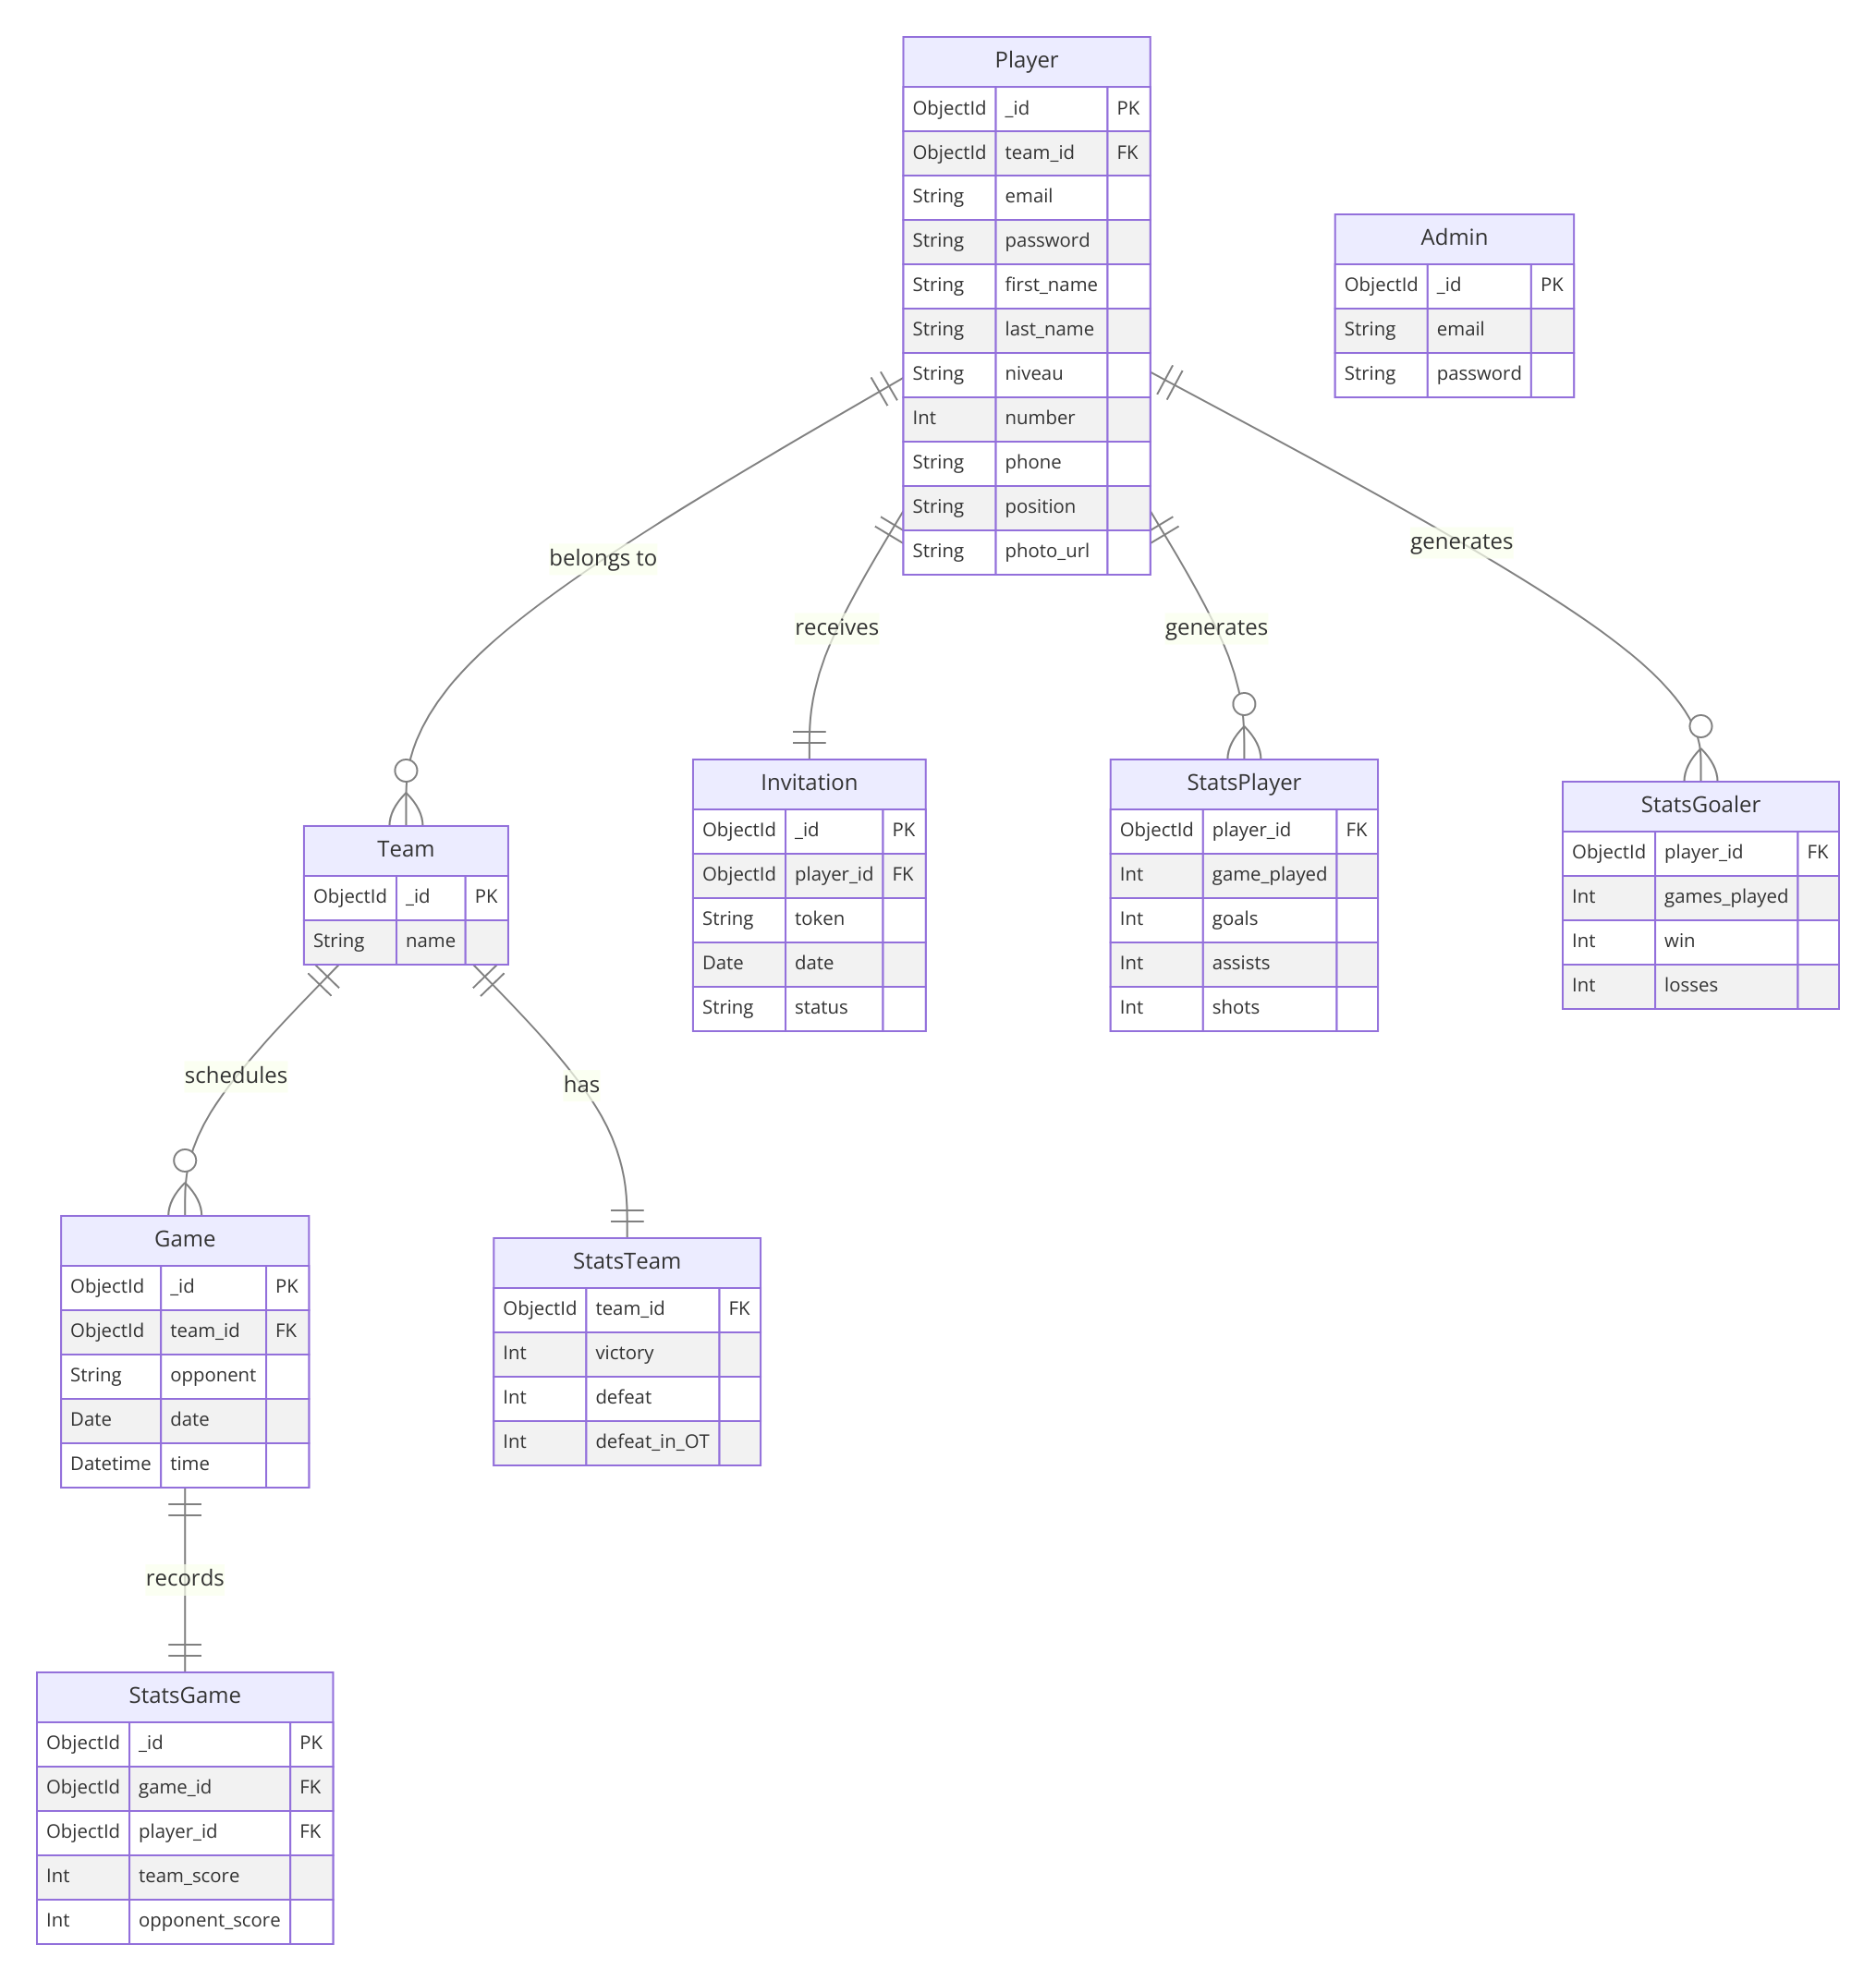 Player
ObjectId _id PK
ObjectId team_id FK
String email
String password
String first_name
String last_name
String niveau
Int number
String phone
String position
String photo_url
Admin
ObjectId _id PK
String email
String password
belongs to
receives
generates
generates
Team
ObjectId _id PK
String name
Invitation
ObjectId _id PK
ObjectId player_id FK
String token
Date date
String status
StatsPlayer
ObjectId player_id FK
Int game_played
Int goals
Int assists
Int shots
StatsGoaler
ObjectId player_id FK
Int games_played
Int win
Int losses
schedules
has
Game
ObjectId _id PK
ObjectId team_id FK
String opponent
Date date
Datetime time
StatsTeam
ObjectId team_id FK
Int victory
Int defeat
Int defeat_in_OT
records
StatsGame
ObjectId _id PK
ObjectId game_id FK
ObjectId player_id FK
Int team_score
Int opponent_score